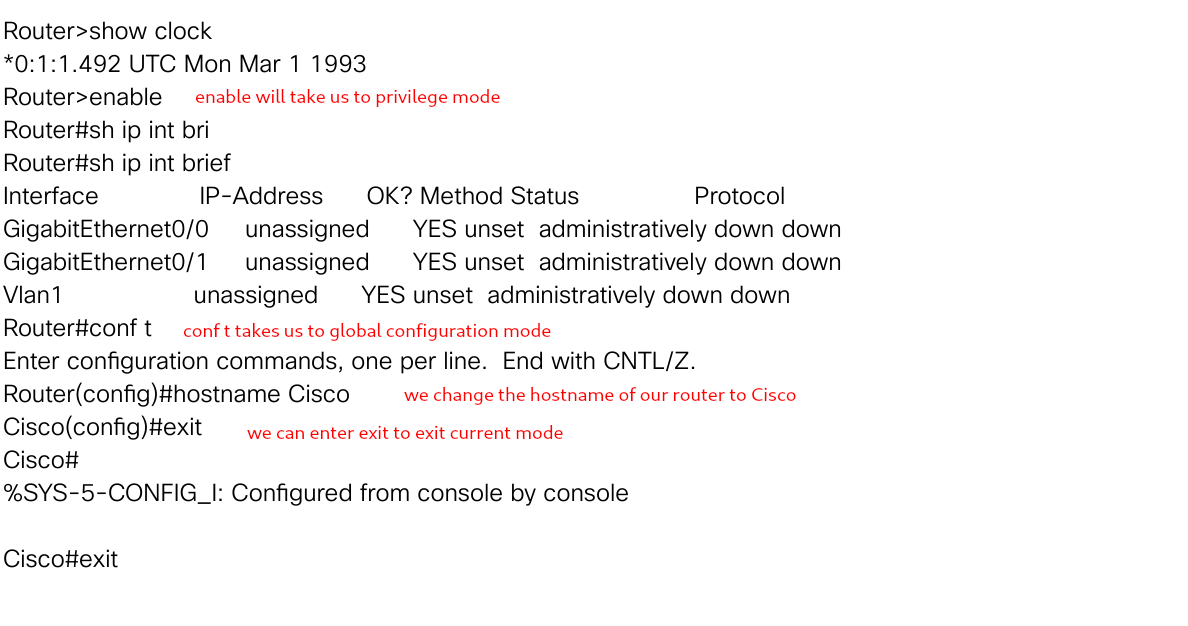 Router>show clock
*0:1:1.492 UTC Mon Mar 1 1993
Router>enable enable will take us to privilege mode
Router#sh ip int bri
Router#sh ip int brief
Interface IP-Address OK? Method Status Protocol
GigabitEthernet0/0 unassigned YES unset administratively down down
GigabitEthernet0/1 unassigned YES unset administratively down down
Vlan1 unassigned YES unset administratively down down
Router#conf t conf t takes us to global configuration mode
Enter configuration commands, one per line. End with CNTL/Z.
Router(config)#hostname Cisco we change the hostname of our router to Cisco
Cisco(config)#exit we can enter exit to exit current mode
Cisco#
%SYS-5-CONFIG_I: Configured from console by console
Cisco#exit